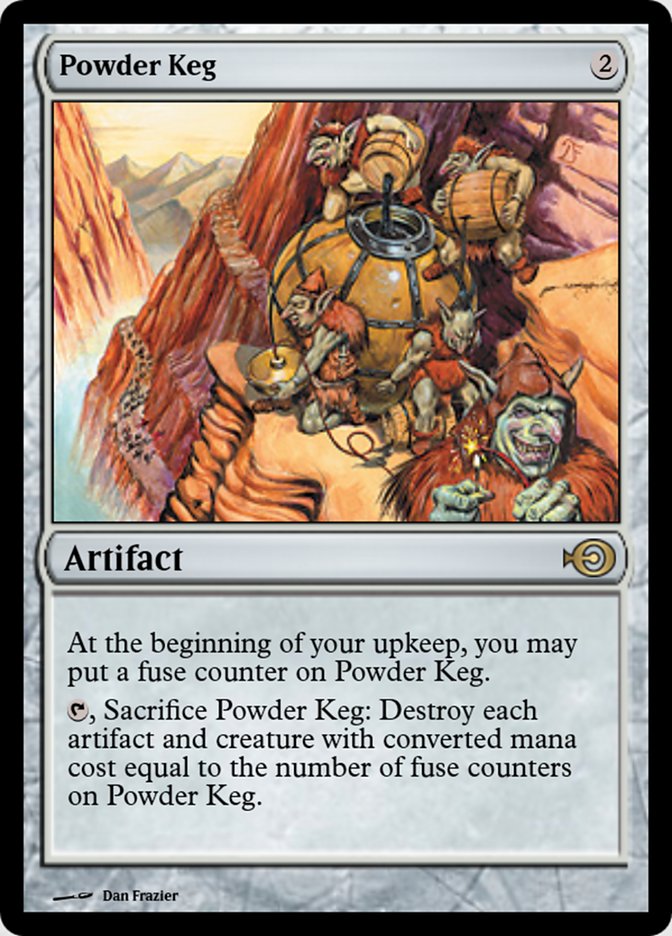 Powder Keg 2
Artifact
At the beginning of your upkeep, you may
put a fuse counter on Powder Keg.
, Sacrifice Powder Keg: Destroy each
artifact and creature with converted mana
cost equal to the number of fuse counters
on Powder Keg.
Dan Frazier